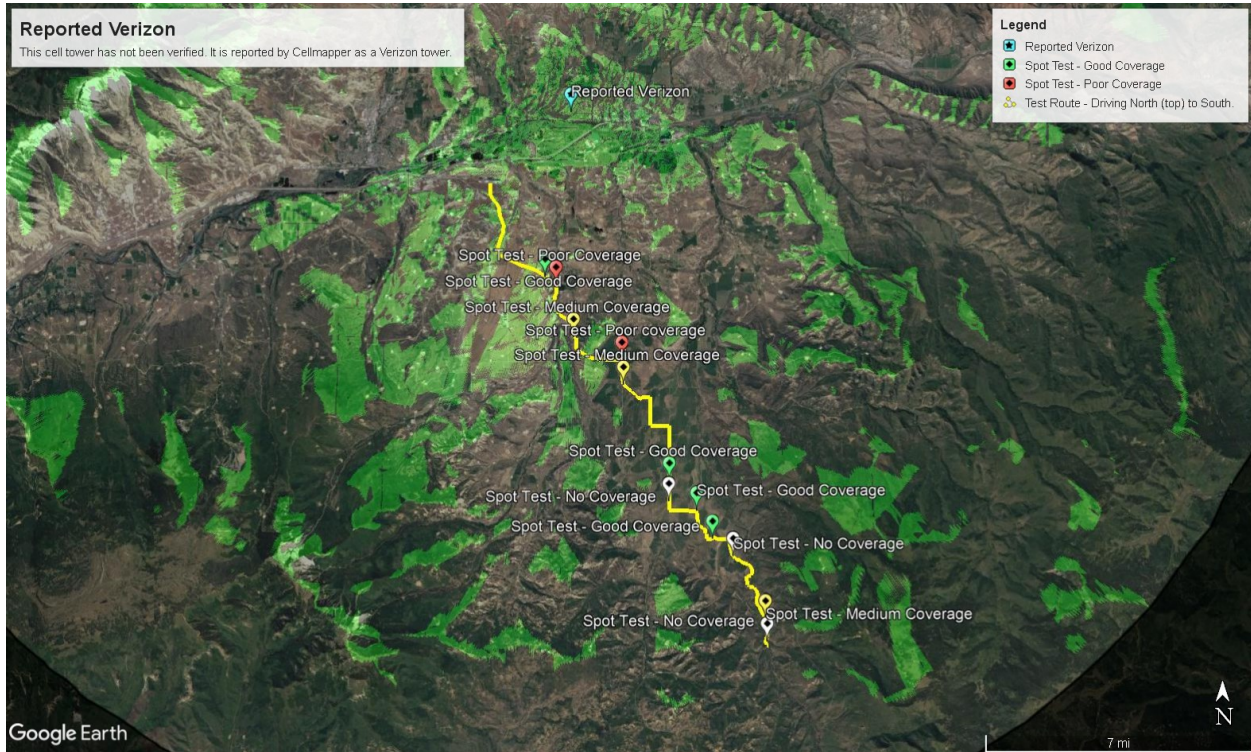 Reported Verizon
This cell tower has not been verified. It is reported by Cellmapper as a Verizon tower.
Legend
Reported Verizon
Spot Test - Good Coverage
Spot Test - Poor Coverage
Test Route - Driving North (top) to South.
Reported Verizon
Spot Test - Poor Coverage
Spot Test - Good Coverage
Spot Test - Medium Coverage
Spot Test - Poor coverage
Spot Test - Medium Coverage
Spot Test - Good Coverage
Spot Test - No Coverage
Spot Test - Good Coverage
Spot Test - Good Coverage
Spot Test - No Coverage
Spot Test - Medium Coverage
Spot Test - No Coverage
Google Earth
N
7 mi